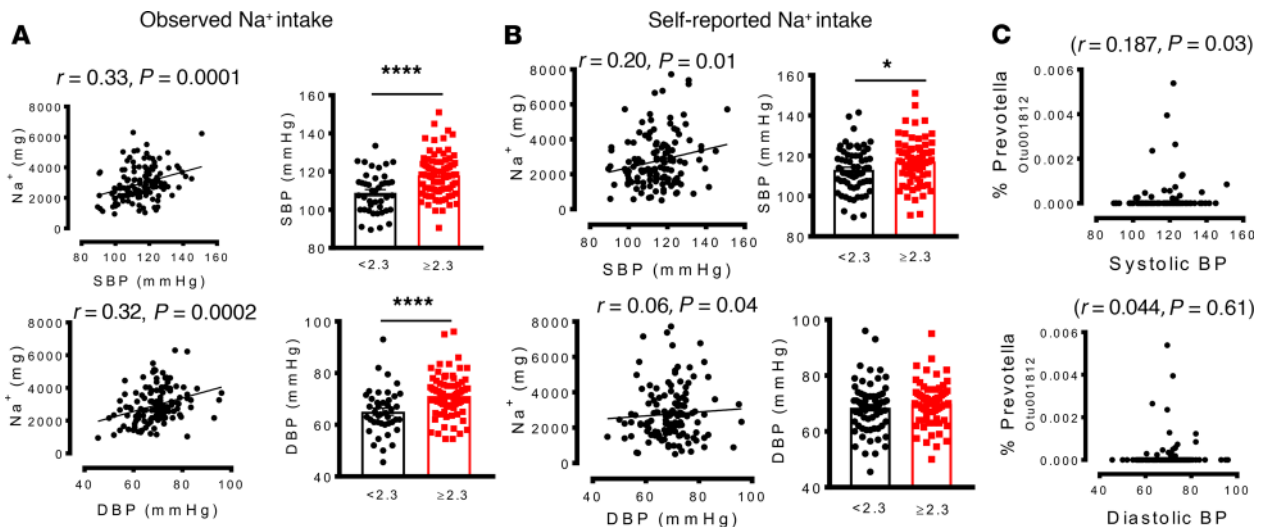 Observed Na⁺ intake
Self-reported Na⁺ intake
A
r = 0.33, P = 0.0001
8000
6000
4000
2000
0
Na⁺ (mg)
80 100 120 140 160
SBP (mmHg)
****
160
140
120
100
80
SBP (mmHg)
<2.3 ≥2.3
r = 0.32, P = 0.0002
8000
6000
4000
2000
0
Na⁺ (mg)
40 60 80 100
DBP (mmHg)
****
100
80
60
40
DBP (mmHg)
<2.3 ≥2.3
B
r = 0.20, P = 0.01
8000
6000
4000
2000
0
Na⁺ (mg)
80 100 120 140 160
SBP (mmHg)
*
160
140
120
100
80
SBP (mmHg)
<2.3 ≥2.3
r = 0.06, P = 0.04
8000
6000
4000
2000
0
Na⁺ (mg)
40 60 80 100
DBP (mmHg)
100
80
60
40
DBP (mmHg)
<2.3 ≥2.3
C
(r = 0.187, P = 0.03)
0.006
0.004
0.002
0.000
% Prevotella
Otu001812
100 120 140 160
Systolic BP
(r = 0.044, P = 0.61)
0.006
0.004
0.002
0.000
% Prevotella
Otu001812
40 60 80 100
Diastolic BP